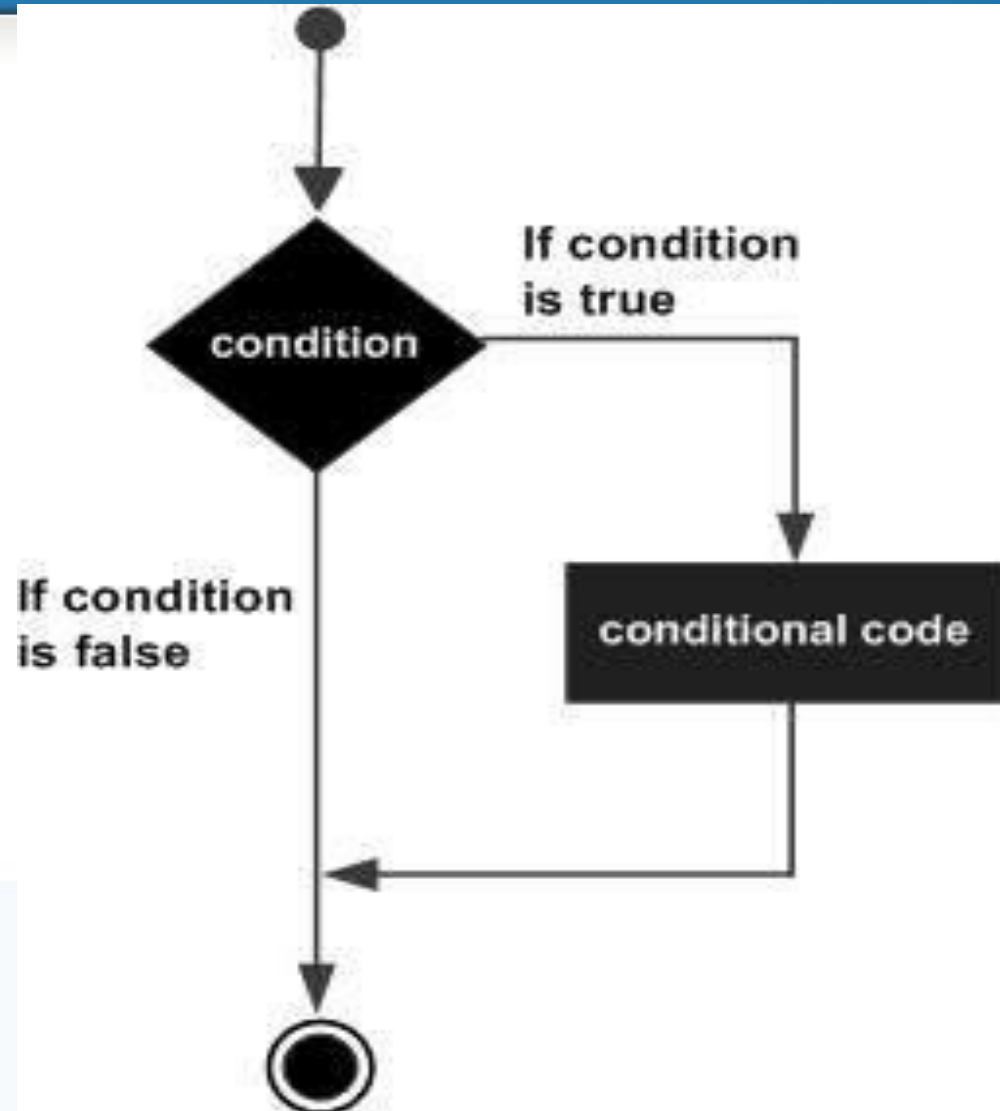 If condition
is true
condition
If condition
is false
conditional code